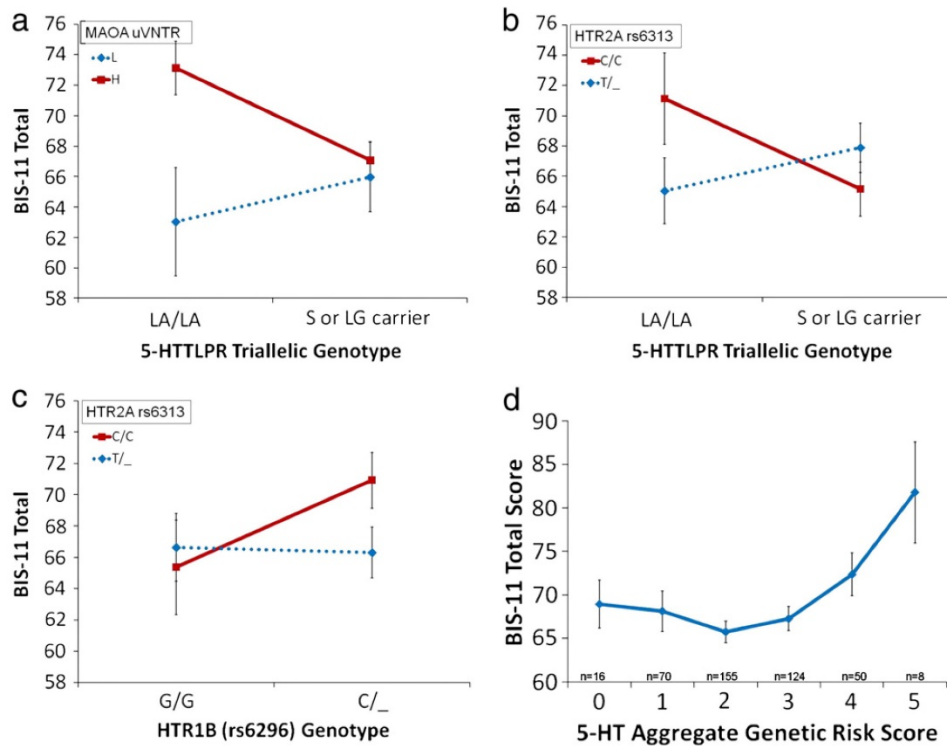 a
MAOA uVNTR
L
H
76
74
72
70
68
66
64
62
60
58
BIS-11 Total
LA/LA
S or LG carrier
5-HTTLPR Triallelic Genotype
b
HTR2A rs6313
C/C
T/_
76
74
72
70
68
66
64
62
60
58
BIS-11 Total
LA/LA
S or LG carrier
5-HTTLPR Triallelic Genotype
c
HTR2A rs6313
C/C
T/_
76
74
72
70
68
66
64
62
60
58
BIS-11 Total
G/G
C/_
HTR1B (rs6296) Genotype
d
90
85
80
75
70
65
60
BIS-11 Total Score
n=16
n=70
n=155
n=124
n=50
n=8
0
1
2
3
4
5
5-HT Aggregate Genetic Risk Score